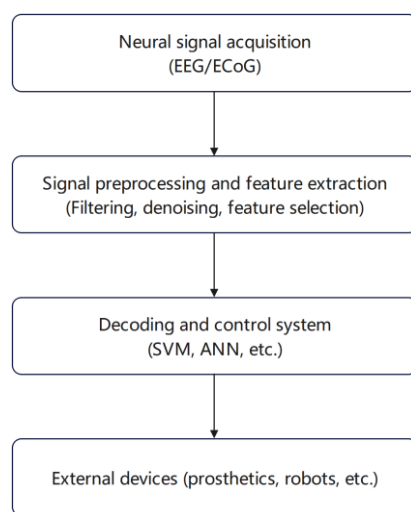 Neural signal acquisition
(EEG/ECoG)
Signal preprocessing and feature extraction
(Filtering, denoising, feature selection)
Decoding and control system
(SVM, ANN, etc.)
External devices (prosthetics, robots, etc.)